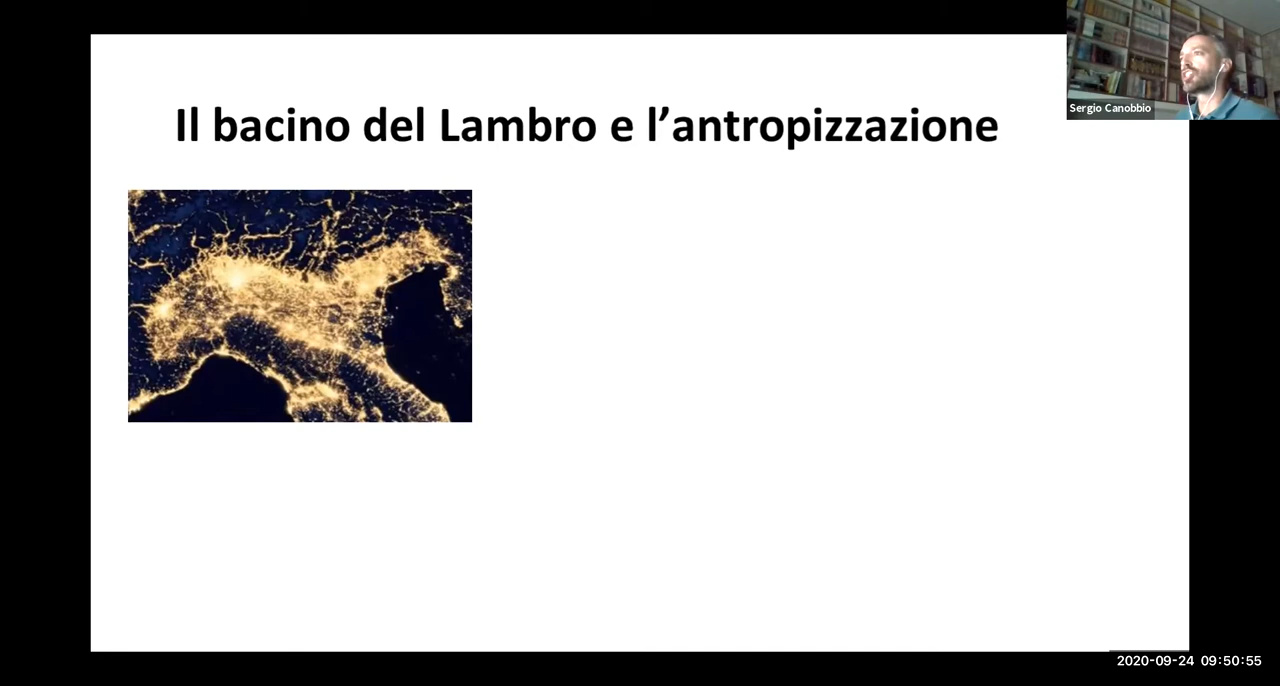 Il bacino del Lambro e l’antropizzazione
Sergio Canobbio
2020-09-24 09:50:55